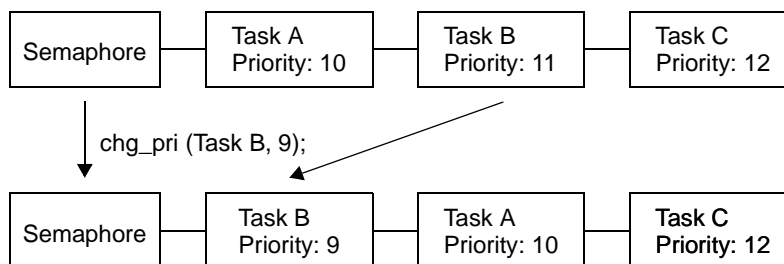 Semaphore
Task A
Priority: 10
Task B
Priority: 11
Task C
Priority: 12
chg_pri (Task B, 9);
Semaphore
Task B
Priority: 9
Task A
Priority: 10
Task C
Priority: 12